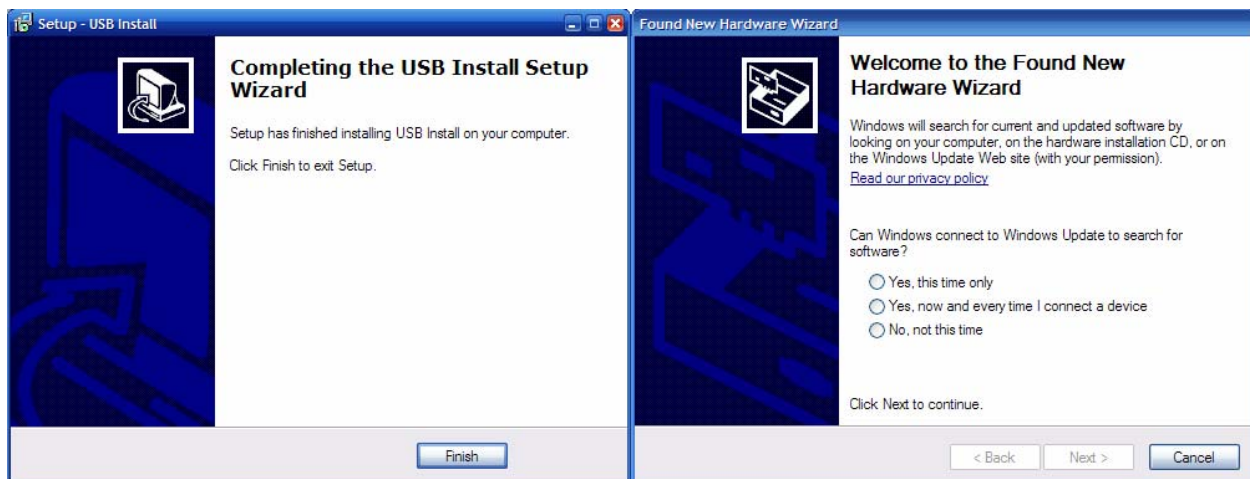 Setup - USB Install
Completing the USB Install Setup
Wizard
Setup has finished installing USB Install on your computer.
Click Finish to exit Setup.
Finish
Found New Hardware Wizard
Welcome to the Found New
Hardware Wizard
Windows will search for current and updated software by
looking on your computer, on the hardware installation CD, or on
the Windows Update Web site (with your permission).
Read our privacy policy
Can Windows connect to Windows Update to search for
software?
Yes, this time only
Yes, now and every time I connect a device
No, not this time
Click Next to continue.
< Back Next > Cancel